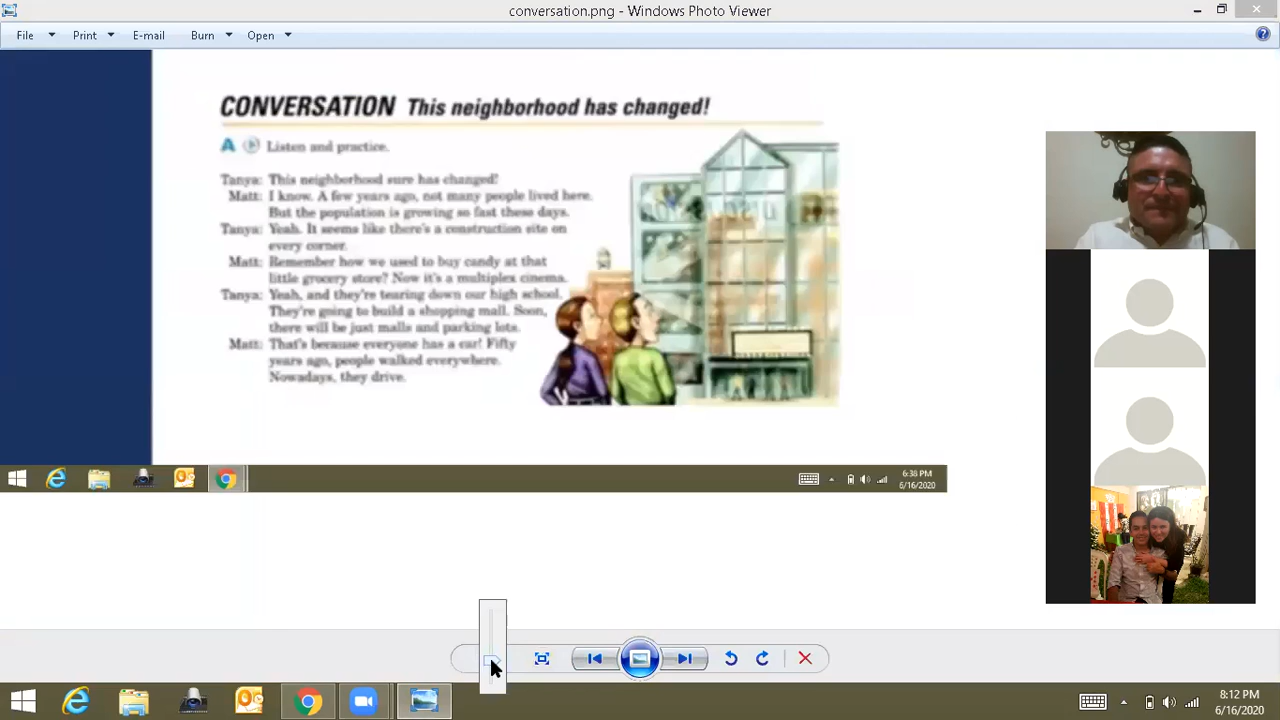 conversation.png - Windows Photo Viewer
File Print E-mail Burn Open
CONVERSATION This neighborhood has changed!
A Listen and practice.
Tanya: This neighborhood sure has changed!
Matt: I know. A few years ago, not many people lived here.
But the population is growing so fast these days.
Tanya: Yeah. It seems like there's a construction site on
every corner.
Matt: Remember how we used to buy candy at that
little grocery store? Now it's a multiplex cinema.
Tanya: Yeah, and they're tearing down our high school.
They're going to build a shopping mall. Soon,
there will be just malls and parking lots.
Matt: That's because everyone has a car! Fifty
years ago, people walked everywhere.
Nowadays, they drive.
6:38 PM
6/16/2020
8:12 PM
6/16/2020